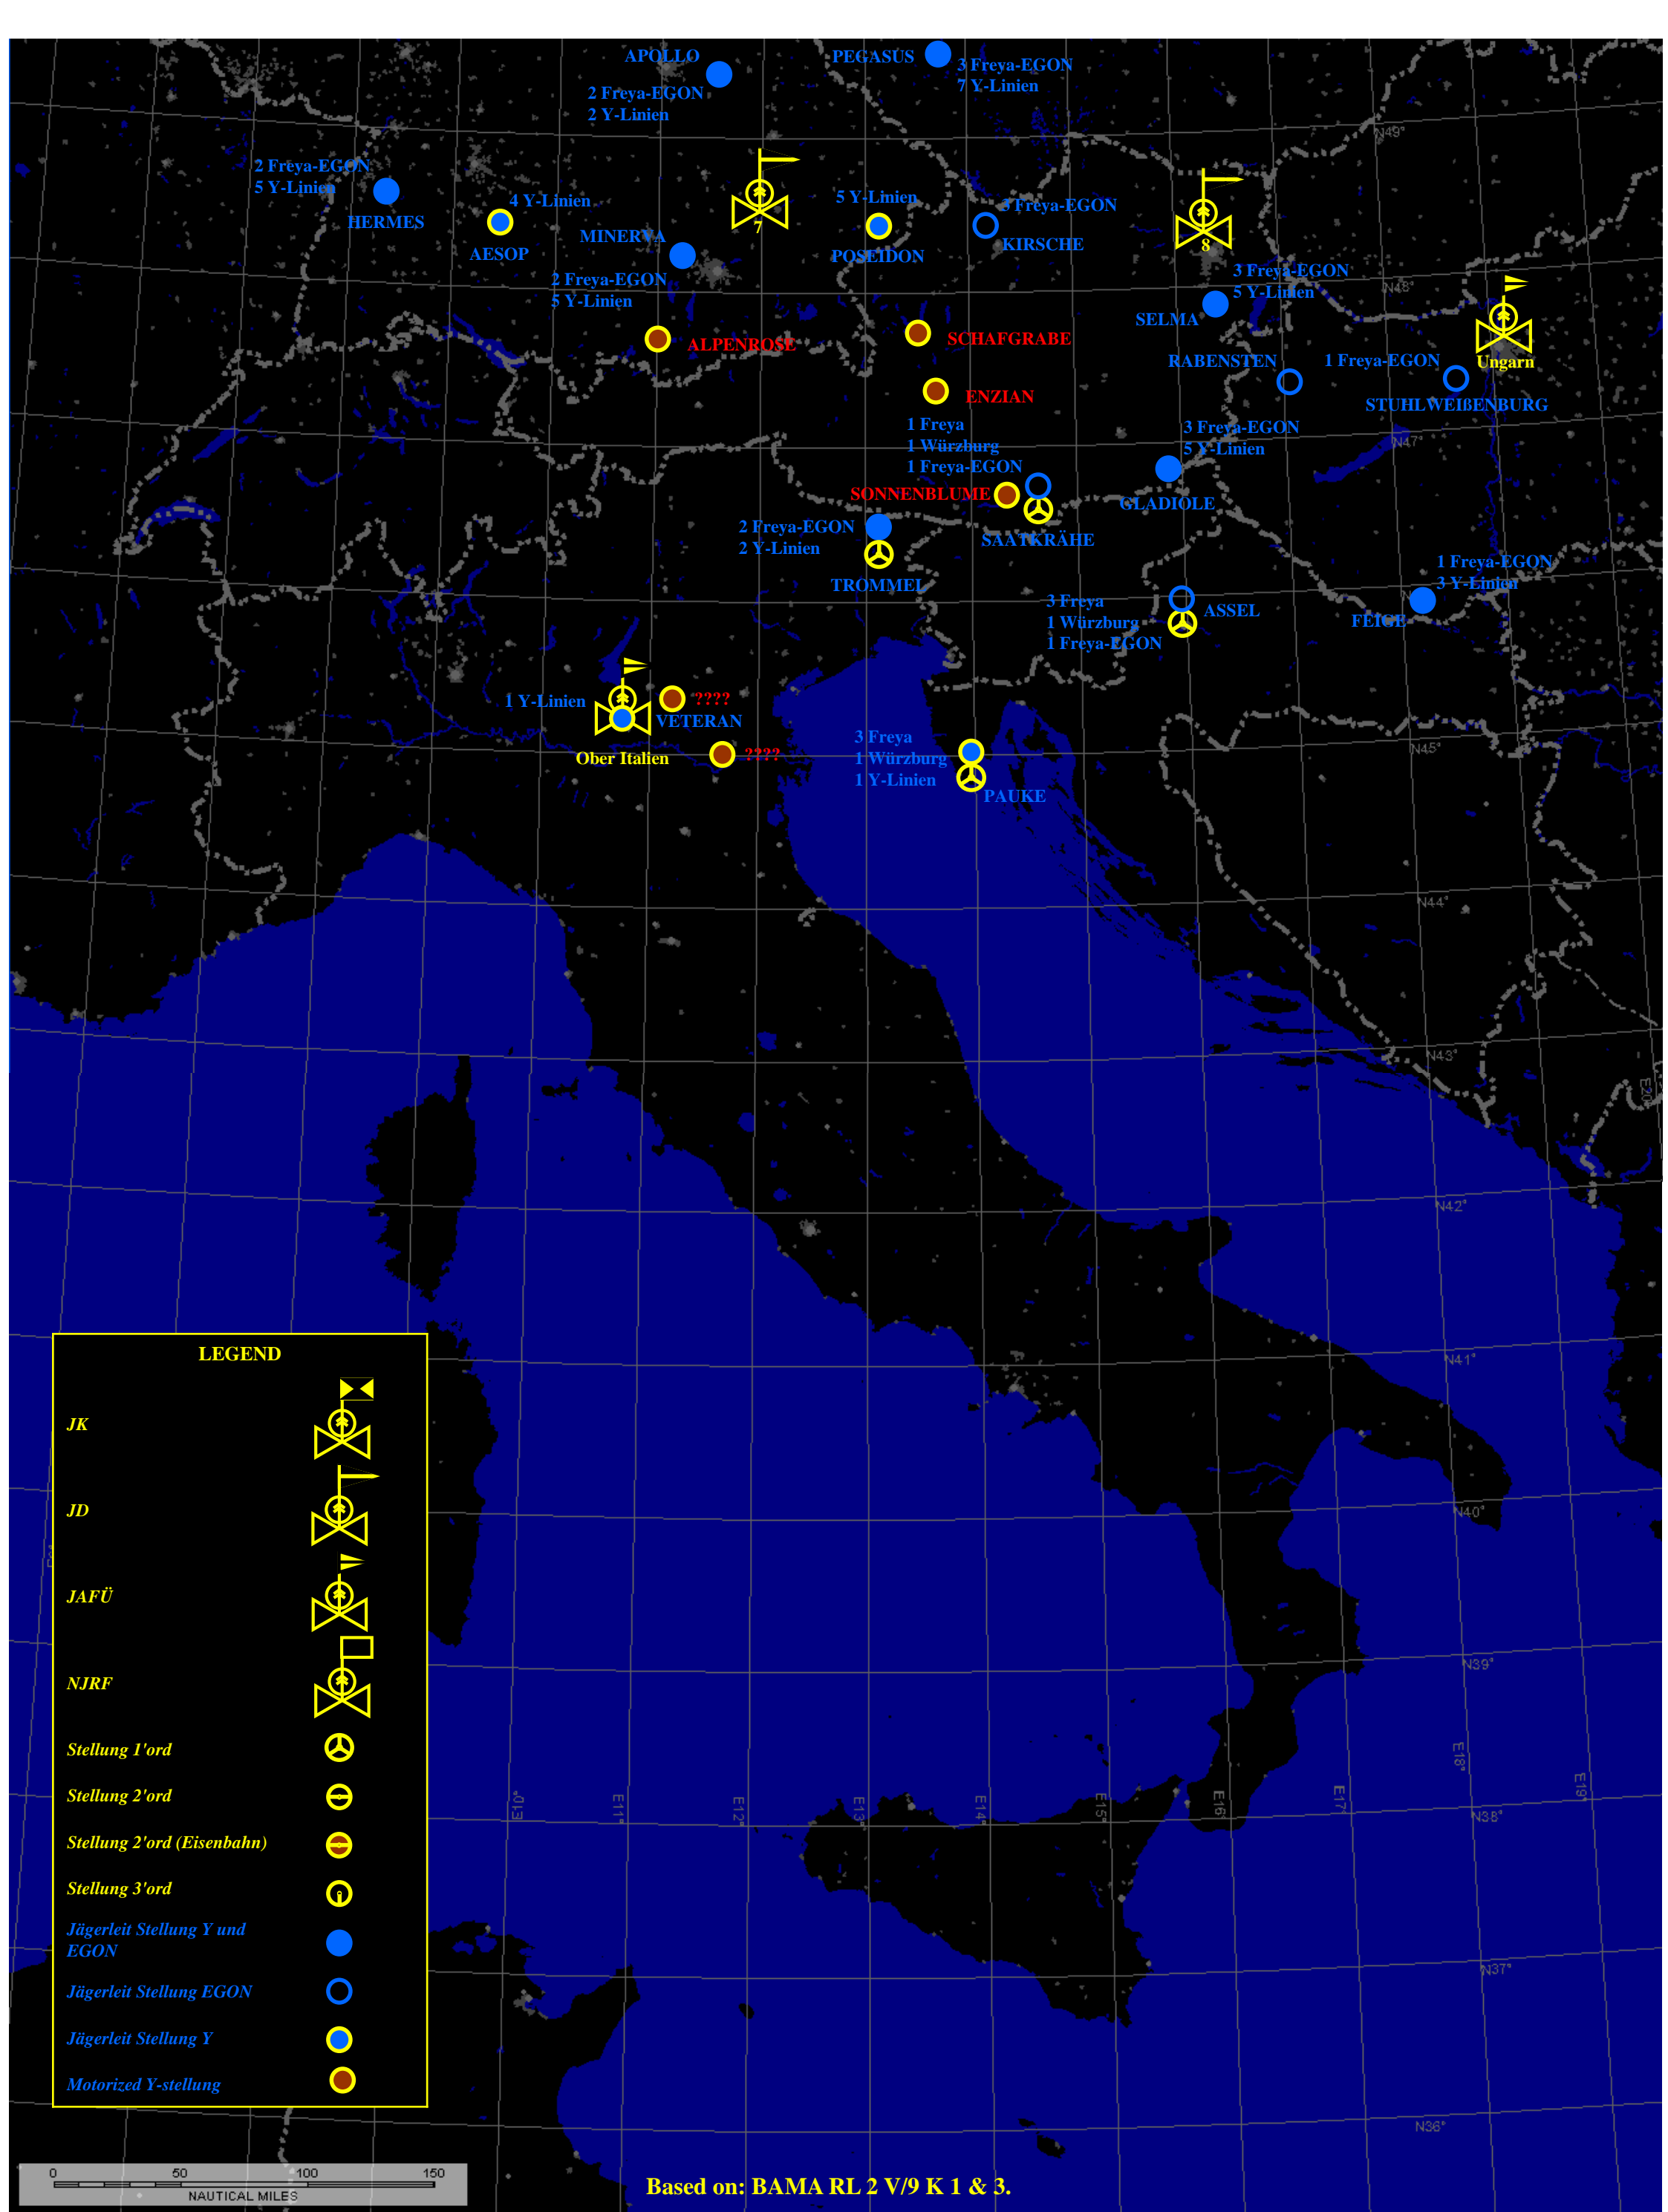 APOLLO
2 Freya-EGON
2 Y-Linien
PEGASUS
3 Freya-EGON
7 Y-Linien
N49°
2 Freya-EGON
5 Y-Linien
HERMES
4 Y-Linien
AESOP
MINERVA
2 Freya-EGON
5 Y-Linien
7
5 Y-Linien
POSEIDON
3 Freya-EGON
KIRSCHE
8
3 Freya-EGON
5 Y-Linien
SELMA
N48°
Ungarn
ALPENROSE
SCHAFGRABE
ENZIAN
RABENSTEN
1 Freya-EGON
STUHLWEIßENBURG
1 Freya
1 Würzburg
1 Freya-EGON
SONNENBLUME
SAATKRÄHE
3 Freya-EGON
5 Y-Linien
GLADIOLE
N47°
2 Freya-EGON
2 Y-Linien
TROMMEL
3 Freya
1 Würzburg
1 Freya-EGON
ASSEL
1 Freya-EGON
3 Y-Linien
FEIGE
1 Y-Linien
????
VETERAN
Ober Italien
????
3 Freya
1 Würzburg
1 Y-Linien
PAUKE
N45°
N44°
N43°
E20°
N42°
N41°
N40°
N39°
N38°
N37°
N36°
E10°
E11°
E12°
E13°
E14°
E15°
E16°
E17°
E18°
E19°
LEGEND
JK
JD
JAFÜ
NJRF
Stellung 1'ord
Stellung 2'ord
Stellung 2'ord (Eisenbahn)
Stellung 3'ord
Jägerleit Stellung Y und
EGON
Jägerleit Stellung EGON
Jägerleit Stellung Y
Motorized Y-stellung
0 50 100 150
NAUTICAL MILES
Based on: BAMA RL 2 V/9 K 1 & 3.